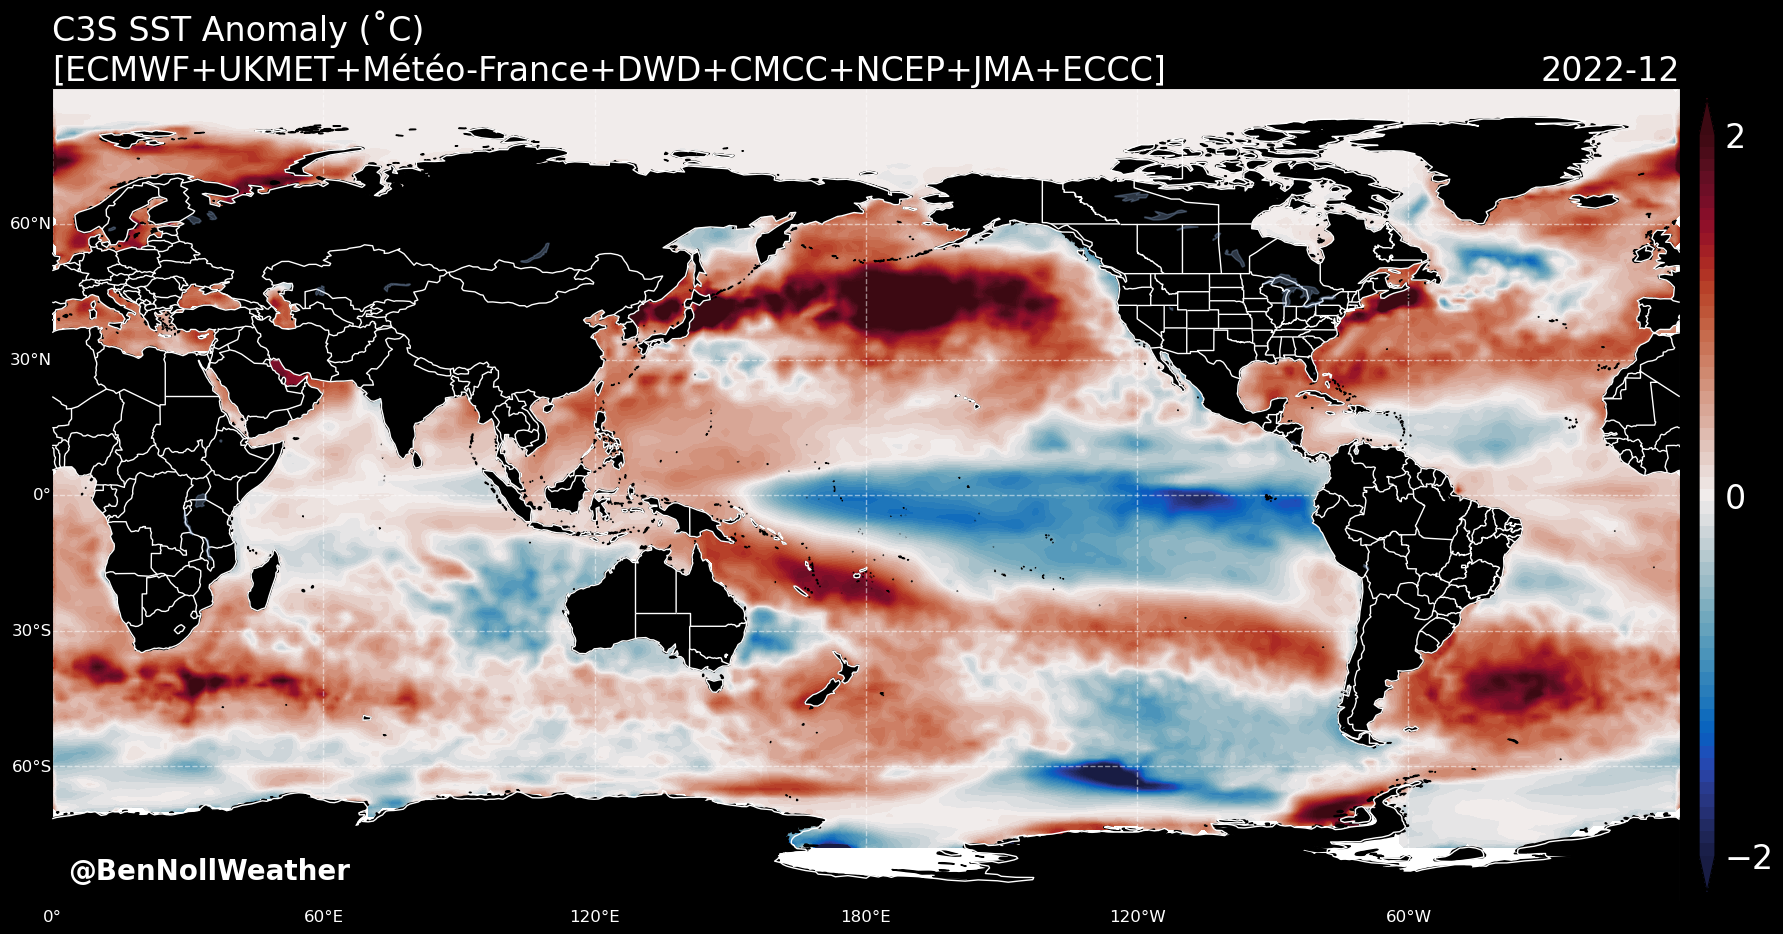 C3S SST Anomaly (˚C)
[ECMWF+UKMET+Météo-France+DWD+CMCC+NCEP+JMA+ECCC]
2022-12
2
0
−2
60°N
30°N
0°
30°S
60°S
@BenNollWeather
0°
60°E
120°E
180°E
120°W
60°W